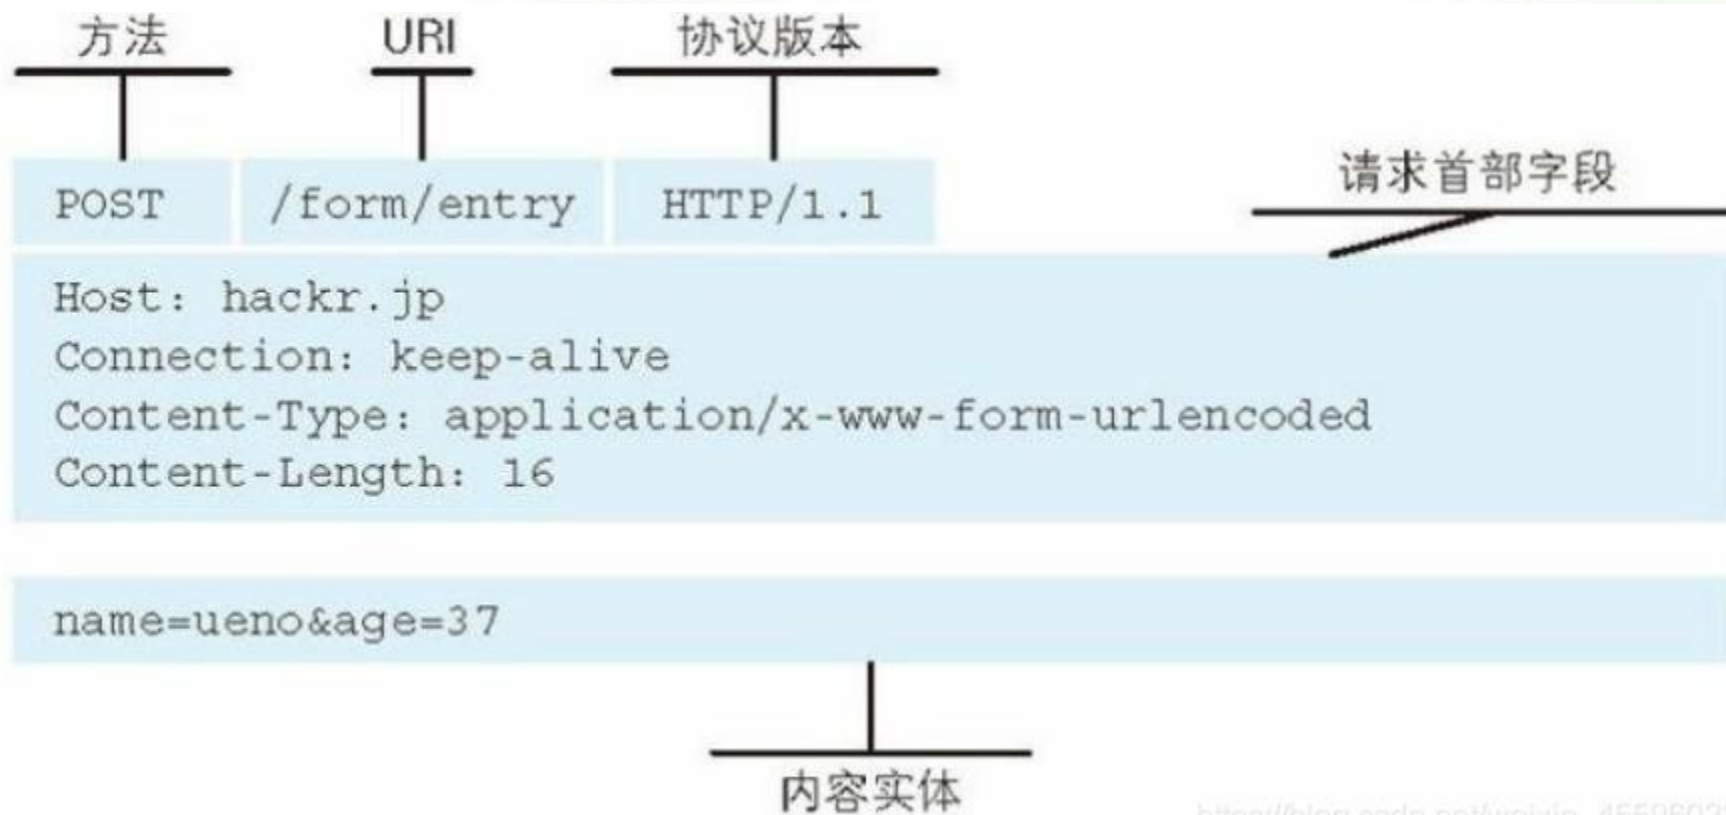 方法 URI 协议版本
POST /form/entry HTTP/1.1
请求首部字段
Host: hackr.jp
Connection: keep-alive
Content-Type: application/x-www-form-urlencoded
Content-Length: 16
name=ueno&age=37
内容实体